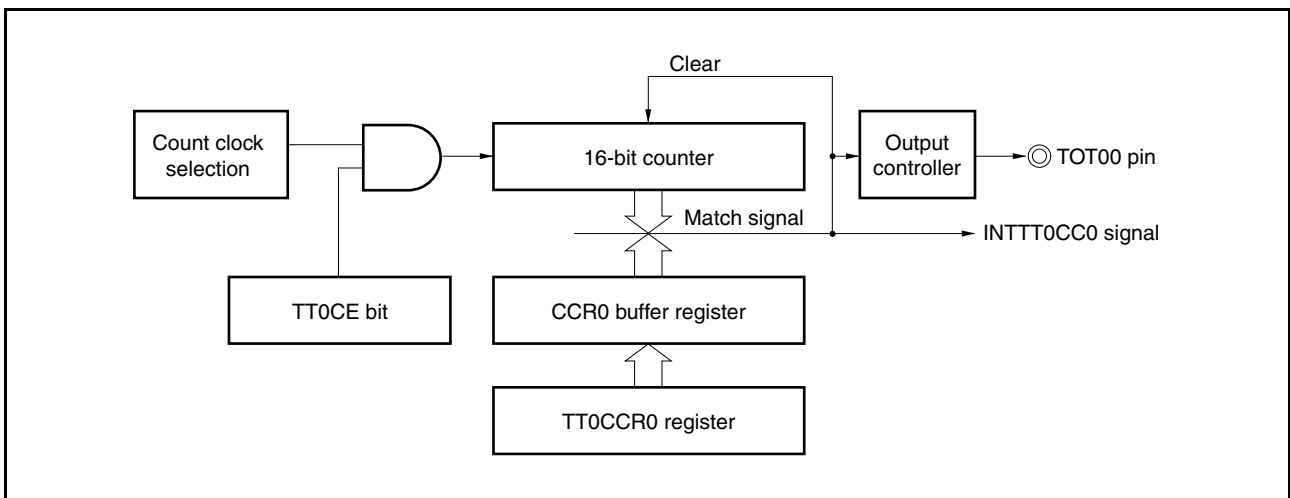 Clear
Count clock
selection
16-bit counter
Output
controller
TOT00 pin
Match signal
INTTT0CC0 signal
TT0CE bit
CCR0 buffer register
TT0CCR0 register